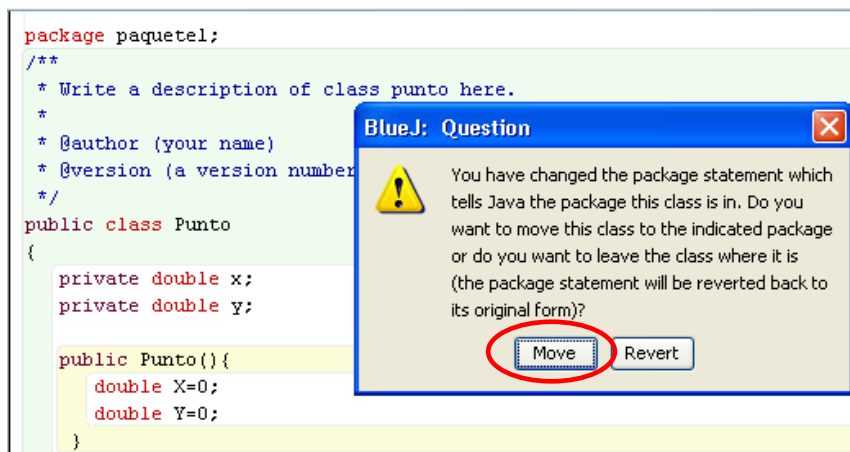 package paquete1;
/**
* Write a description of class punto here.
*
* @author (your name)
* @version (a version number
*/
public class Punto
{
private double x;
private double y;
public Punto(){
double X=0;
double Y=0;
}
BlueJ: Question
You have changed the package statement which
tells Java the package this class is in. Do you
want to move this class to the indicated package
or do you want to leave the class where it is
(the package statement will be reverted back to
its original form)?
Move Revert